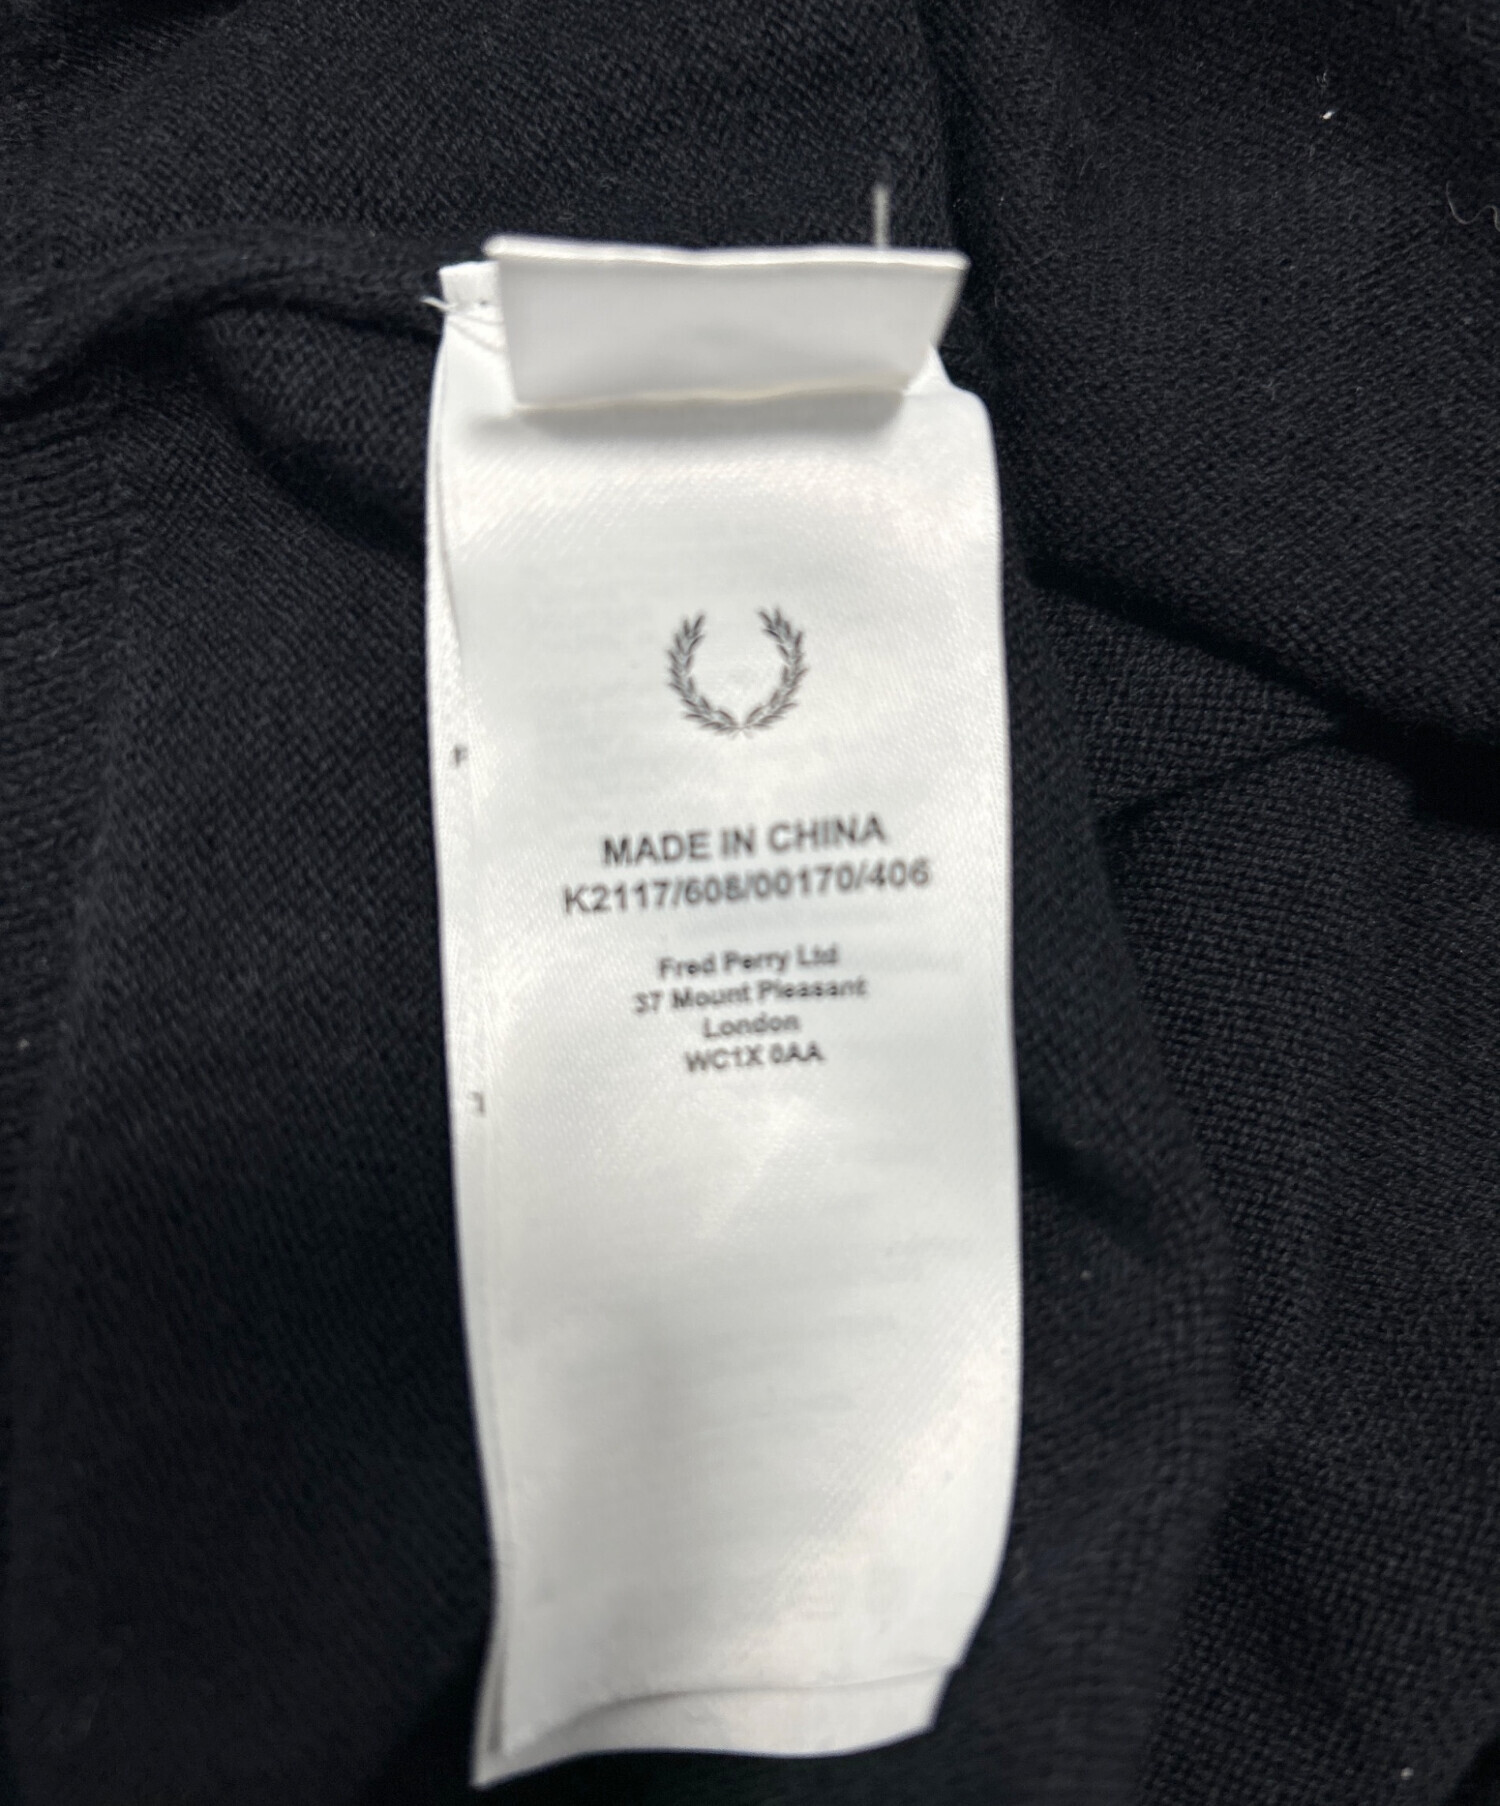 MADE IN CHINA
K2117/608/00170/406
Fred Perry Ltd
37 Mount Pleasant
London
WC1X 0AA